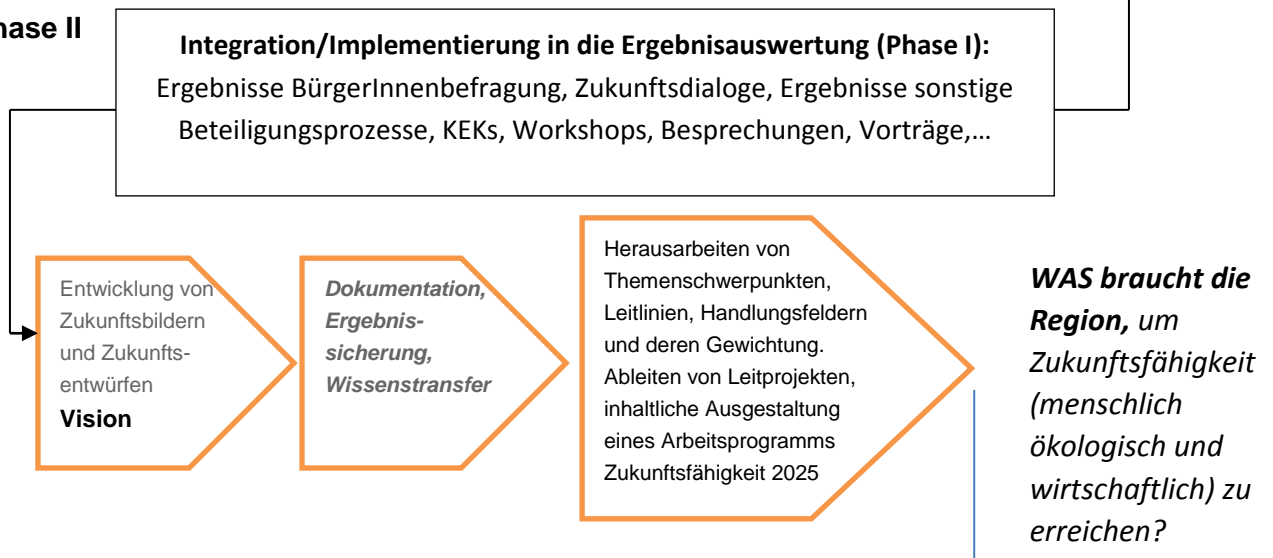 hase II
Integration/Implementierung in die Ergebnisauswertung (Phase I):
Ergebnisse BürgerInnenbefragung, Zukunftsdialoge, Ergebnisse sonstige
Beteiligungsprozesse, KEKs, Workshops, Besprechungen, Vorträge,…
Entwicklung von
Zukunftsbildern
und Zukunfts-
entwürfen
Vision
Dokumentation,
Ergebnis-
sicherung,
Wissenstransfer
Herausarbeiten von
Themenschwerpunkten,
Leitlinien, Handlungsfeldern
und deren Gewichtung.
Ableiten von Leitprojekten,
inhaltliche Ausgestaltung
eines Arbeitsprogramms
Zukunftsfähigkeit 2025
WAS braucht die
Region, um
Zukunftsfähigkeit
(menschlich
ökologisch und
wirtschaftlich) zu
erreichen?